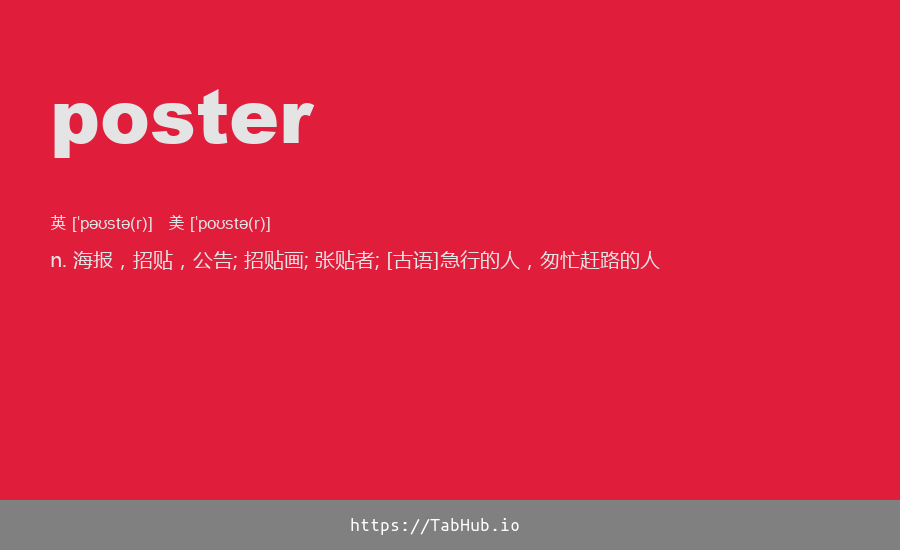 poster
英 [ˈpəʊstə(r)] 美 [ˈpoʊstə(r)]
n. 海报，招贴，公告; 招贴画; 张贴者; [古语]急行的人，匆忙赶路的人
https://TabHub.io